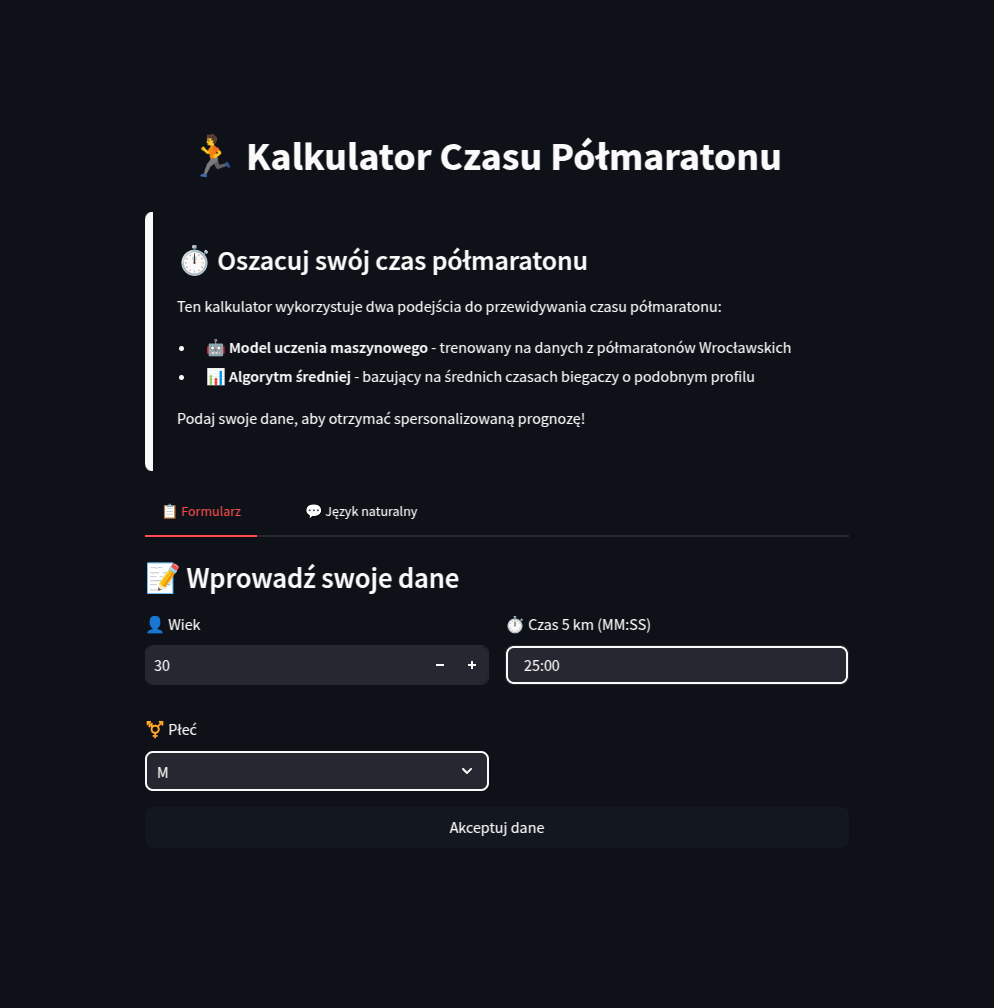 🏃 Kalkulator Czasu Półmaratonu
⏱️ Oszacuj swój czas półmaratonu
Ten kalkulator wykorzystuje dwa podejścia do przewidywania czasu półmaratonu:
• 🤖 Model uczenia maszynowego - trenowany na danych z półmaratonów Wrocławskich
• 📊 Algorytm średniej - bazujący na średnich czasach biegaczy o podobnym profilu
Podaj swoje dane, aby otrzymać spersonalizowaną prognozę!
📋 Formularz 💬 Język naturalny
📝 Wprowadź swoje dane
👤 Wiek ⏱️ Czas 5 km (MM:SS)
30 − + 25:00
⚧ Płeć
M
Akceptuj dane